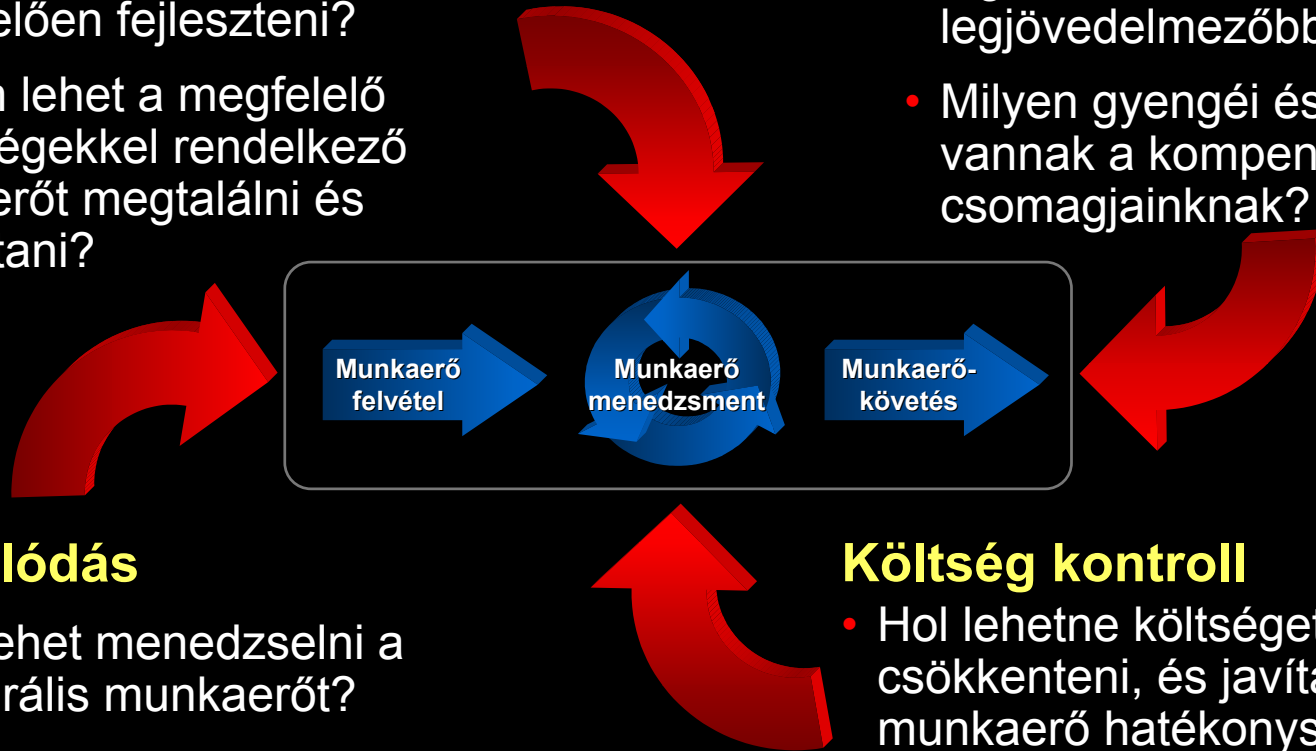 elően fejleszteni?
lehet a megfelelő
ségekkel rendelkező
erőt megtalálni és
tani?
legjövedelmezőbb
• Milyen gyengéi és
vannak a kompen
csomagjainknak?
Munkaerő
felvétel
Munkaerő
menedzsment
Munkaerő-
követés
lódás
ehet menedzselni a
rális munkaerőt?
Költség kontroll
• Hol lehetne költséget
csökkenteni, és javíta
munkaerő hatékonys